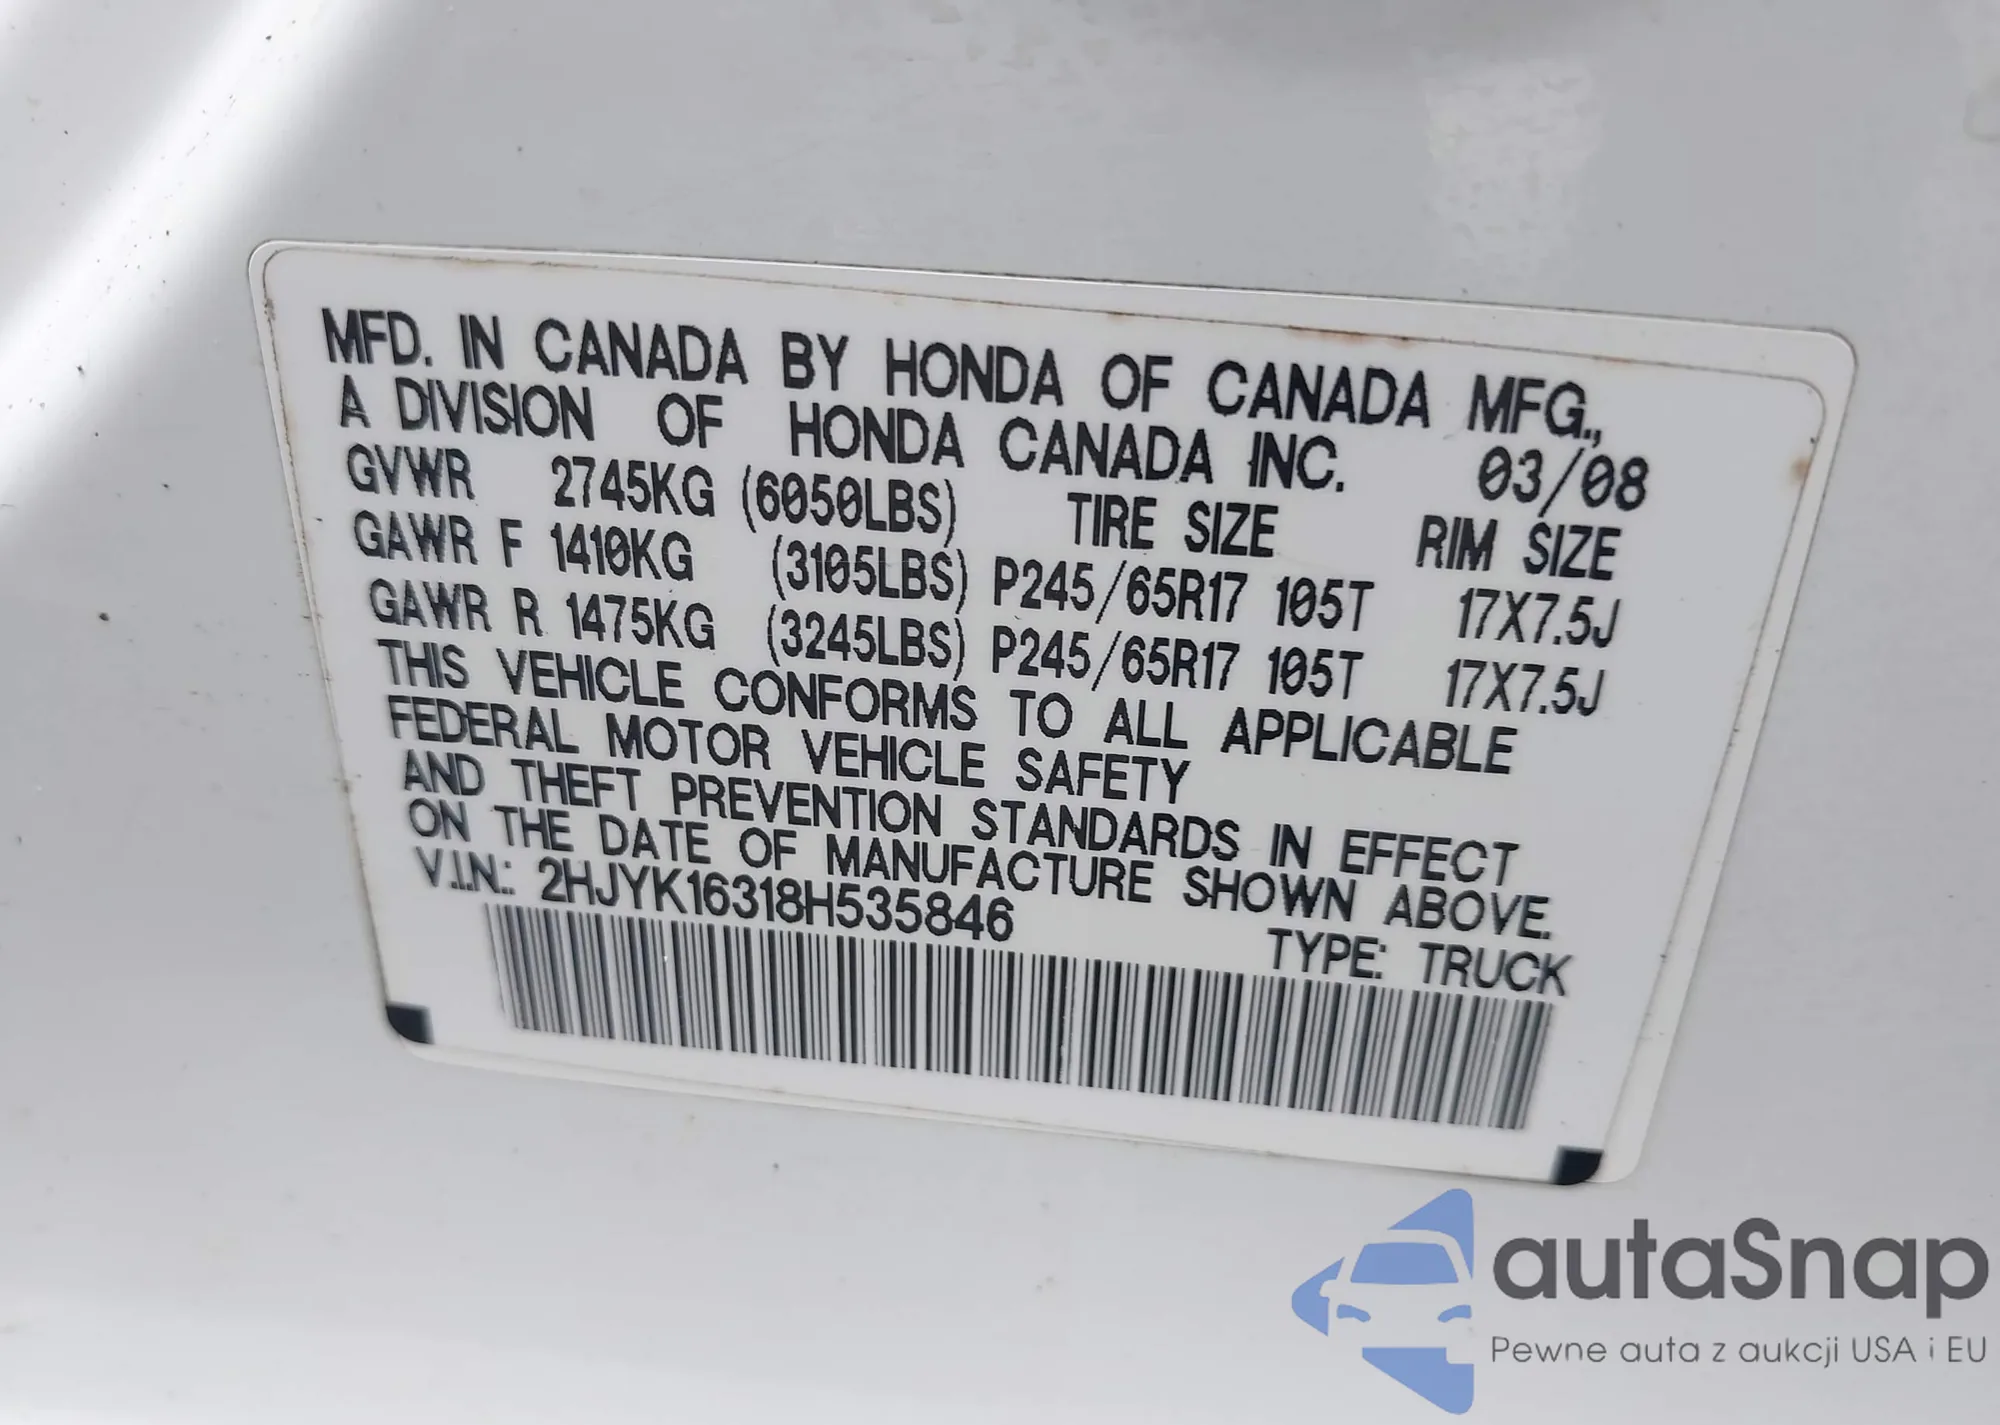 MFD. IN CANADA BY HONDA OF CANADA MFG.,
A DIVISION OF HONDA CANADA INC. 03/08
GVWR 2745KG (6050LBS) TIRE SIZE RIM SIZE
GAWR F 1410KG (3105LBS) P245/65R17 105T 17X7.5J
GAWR R 1475KG (3245LBS) P245/65R17 105T 17X7.5J
THIS VEHICLE CONFORMS TO ALL APPLICABLE
FEDERAL MOTOR VEHICLE SAFETY
AND THEFT PREVENTION STANDARDS IN EFFECT
ON THE DATE OF MANUFACTURE SHOWN ABOVE.
V.I.N.: 2HJYK16318H535846
TYPE: TRUCK
autaSnap
Pewne auta z aukcji USA i EU